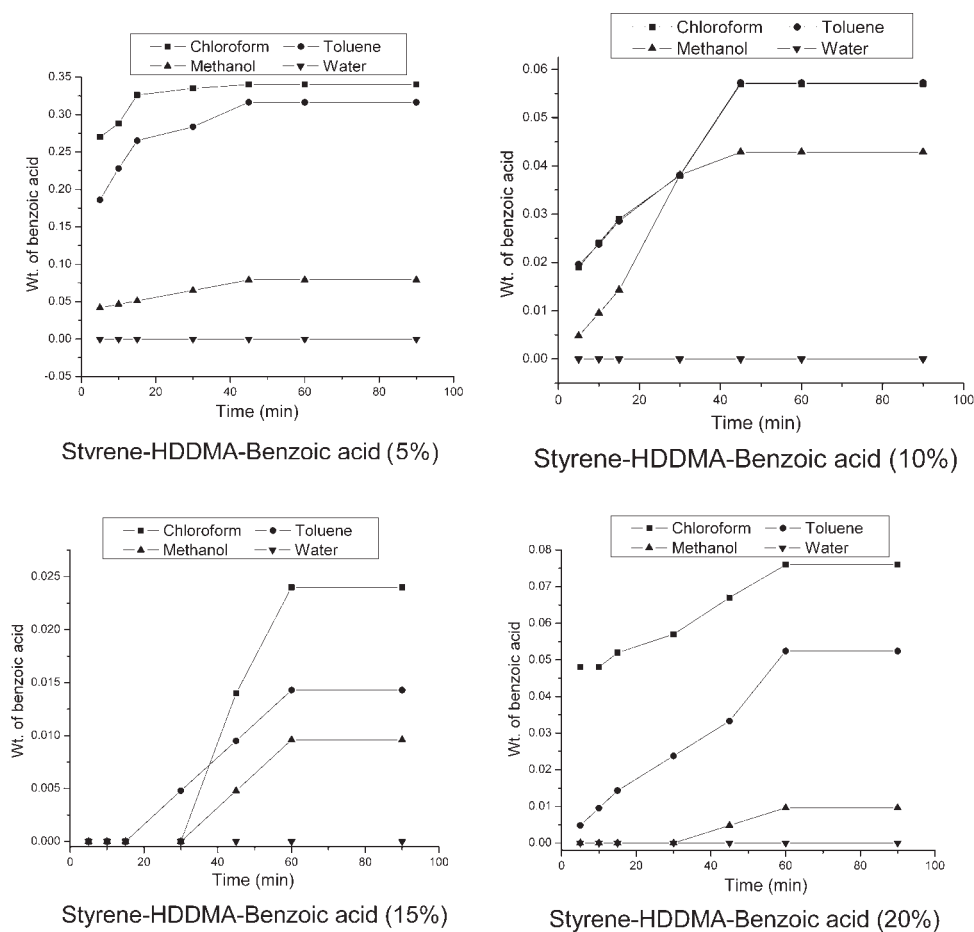 Chloroform Toluene
Methanol Water
0.35
0.30
0.25
0.20
0.15
0.10
0.05
0.00
-0.05
Wt. of benzoic acid
0 20 40 60 80 100
Time (min)
Stvrene-HDDMA-Benzoic acid (5%)
Chloroform Toluene
Methanol Water
0.06
0.05
0.04
0.03
0.02
0.01
0.00
Wt. of benzoic acid
0 20 40 60 80 100
Time (min)
Styrene-HDDMA-Benzoic acid (10%)
Chloroform Toluene
Methanol Water
0.025
0.020
0.015
0.010
0.005
0.000
Wt. of benzoic acid
0 20 40 60 80 100
Time (min)
Styrene-HDDMA-Benzoic acid (15%)
Chloroform Toluene
Methanol Water
0.08
0.07
0.06
0.05
0.04
0.03
0.02
0.01
0.00
Wt. of benzoic acid
0 20 40 60 80 100
Time (min)
Styrene-HDDMA-Benzoic acid (20%)